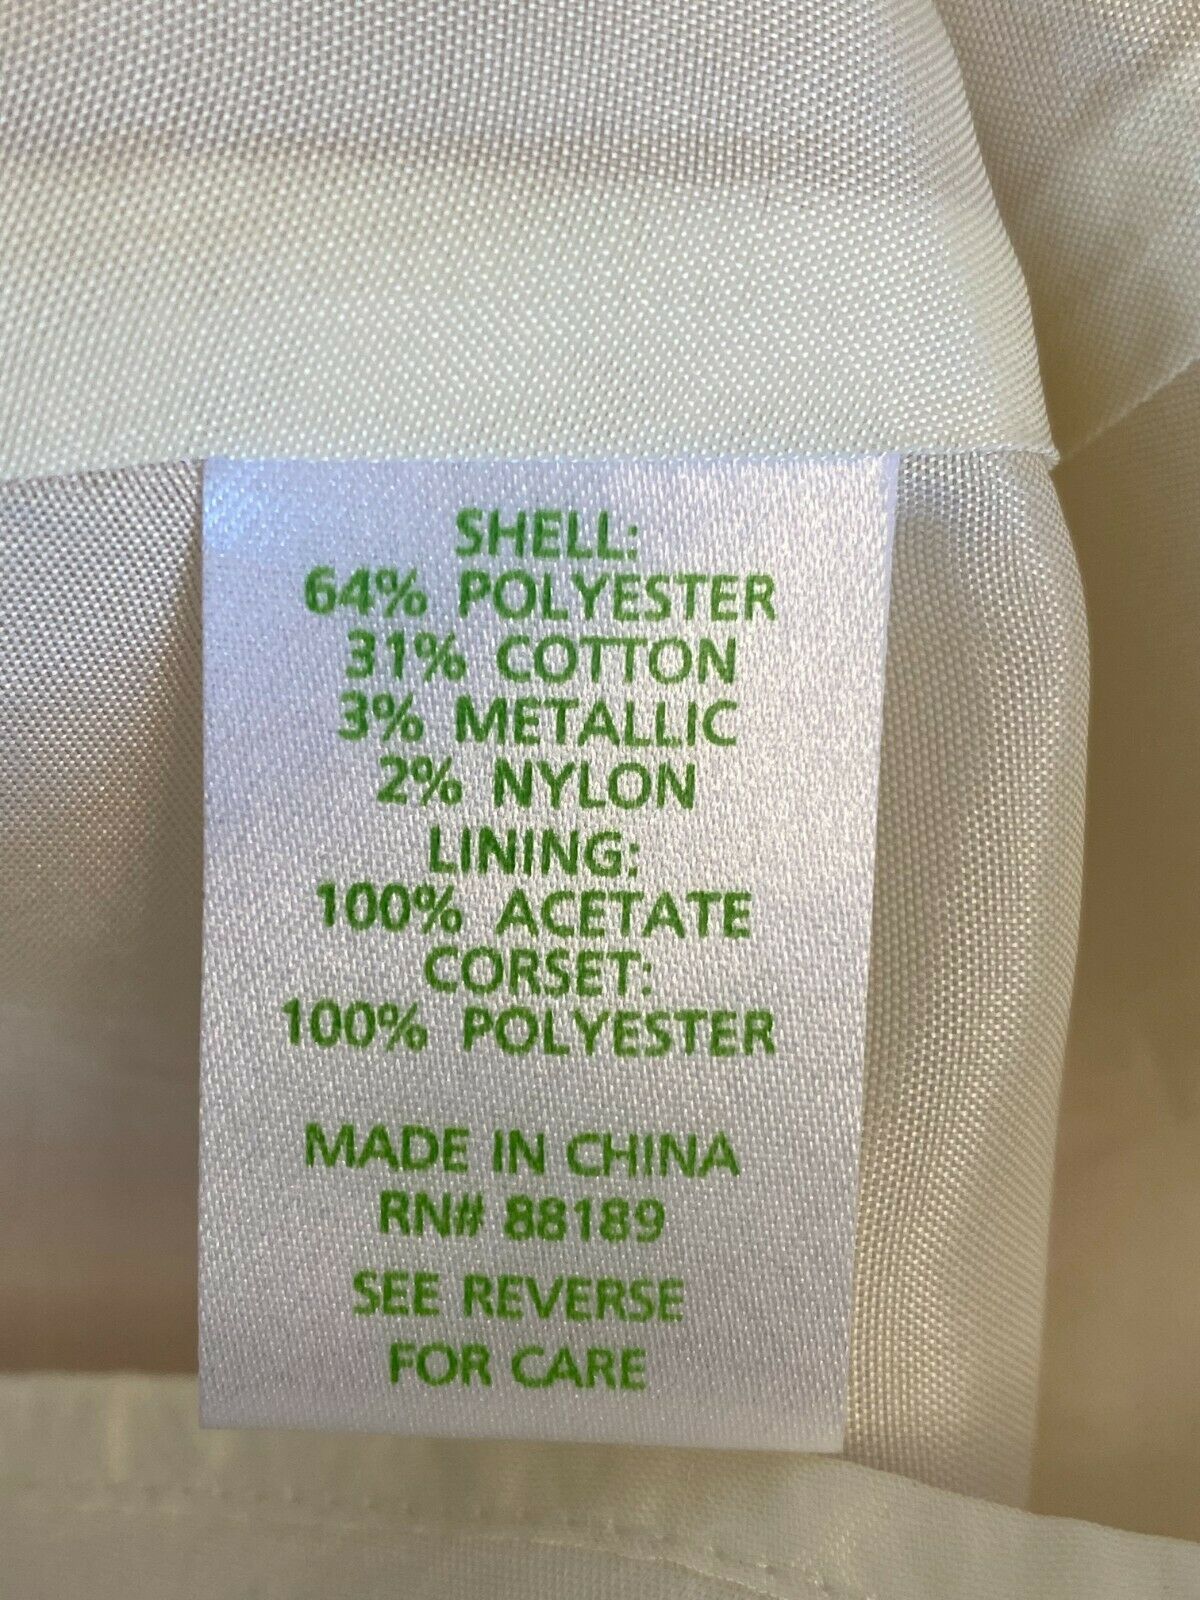 SHELL:
64% POLYESTER
31% COTTON
3% METALLIC
2% NYLON
LINING:
100% ACETATE
CORSET:
100% POLYESTER
MADE IN CHINA
RN# 88189
SEE REVERSE
FOR CARE